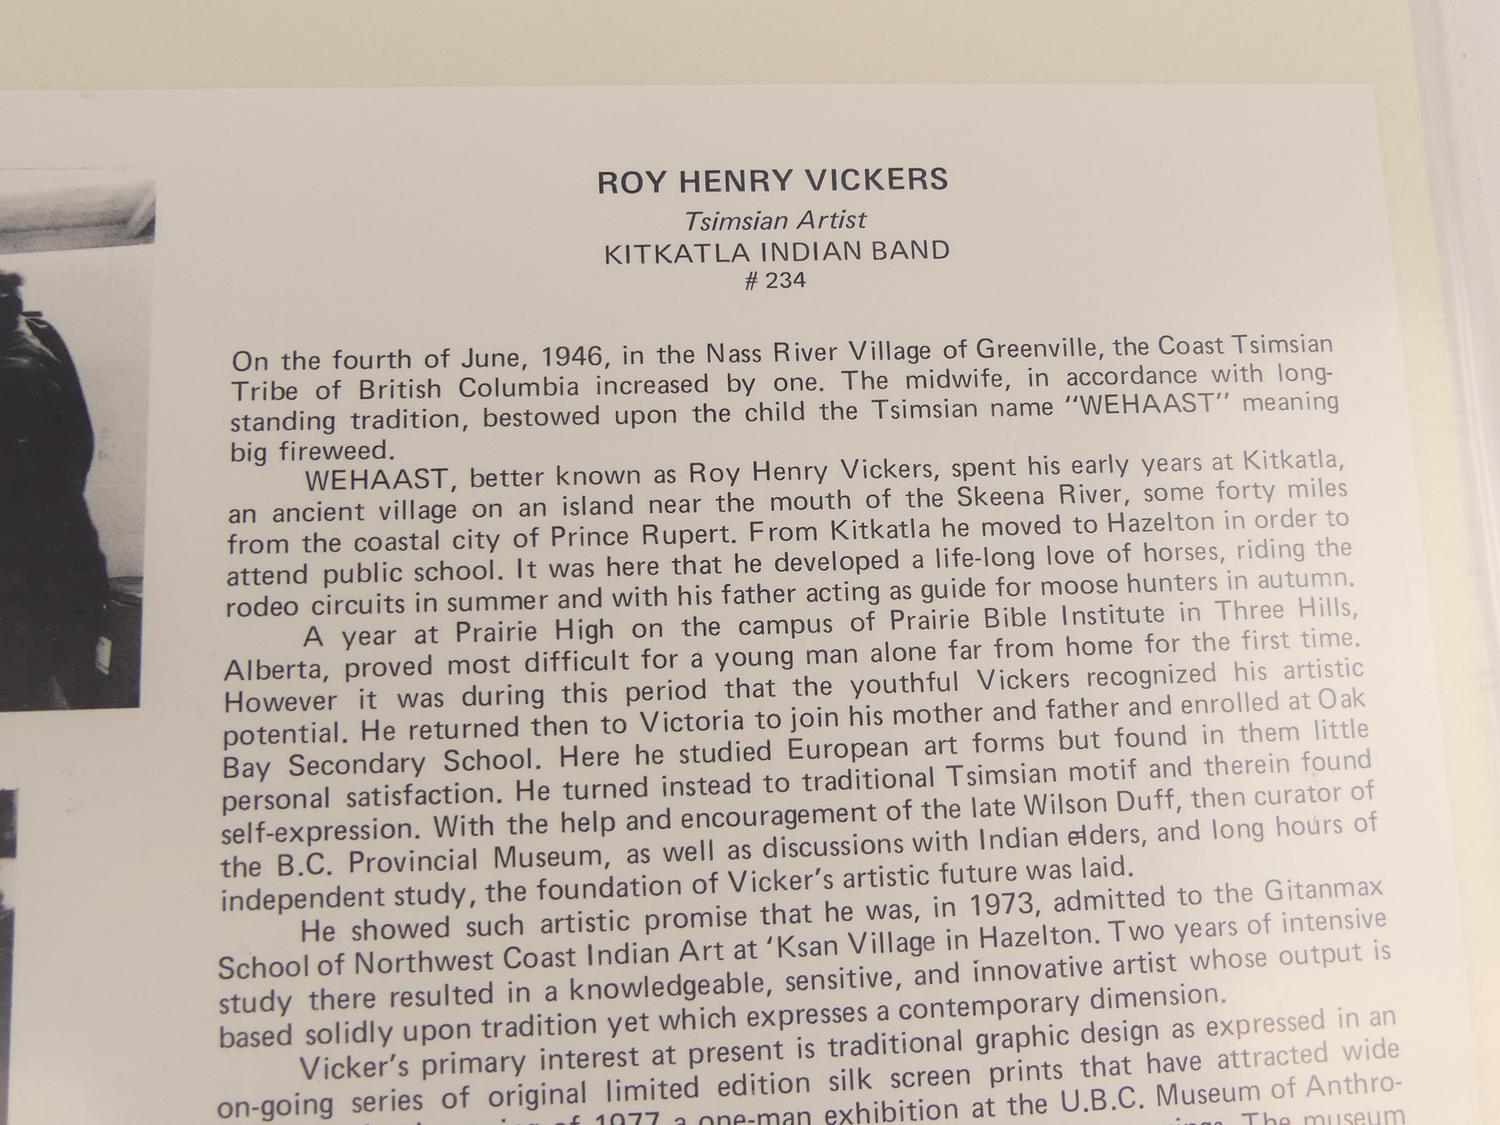 ROY HENRY VICKERS
Tsimsian Artist
KITKATLA INDIAN BAND
# 234
On the fourth of June, 1946, in the Nass River Village of Greenville, the Coast Tsimsian
Tribe of British Columbia increased by one. The midwife, in accordance with long-
standing tradition, bestowed upon the child the Tsimsian name "WEHAAST" meaning
big fireweed.
WEHAAST, better known as Roy Henry Vickers, spent his early years at Kitkatla,
an ancient village on an island near the mouth of the Skeena River, some forty miles
from the coastal city of Prince Rupert. From Kitkatla he moved to Hazelton in order to
attend public school. It was here that he developed a life-long love of horses, riding the
rodeo circuits in summer and with his father acting as guide for moose hunters in autumn.
A year at Prairie High on the campus of Prairie Bible Institute in Three Hills,
Alberta, proved most difficult for a young man alone far from home for the first time.
However it was during this period that the youthful Vickers recognized his artistic
potential. He returned then to Victoria to join his mother and father and enrolled at Oak
Bay Secondary School. Here he studied European art forms but found in them little
personal satisfaction. He turned instead to traditional Tsimsian motif and therein found
self-expression. With the help and encouragement of the late Wilson Duff, then curator of
the B.C. Provincial Museum, as well as discussions with Indian elders, and long hours of
independent study, the foundation of Vicker's artistic future was laid.
He showed such artistic promise that he was, in 1973, admitted to the Gitanmax
School of Northwest Coast Indian Art at 'Ksan Village in Hazelton. Two years of intensive
study there resulted in a knowledgeable, sensitive, and innovative artist whose output is
based solidly upon tradition yet which expresses a contemporary dimension.
Vicker's primary interest at present is traditional graphic design as expressed in an
on-going series of original limited edition silk screen prints that have attracted wide
of 1977 a one-man exhibition at the U.B.C. Museum of Anthro-
The museum